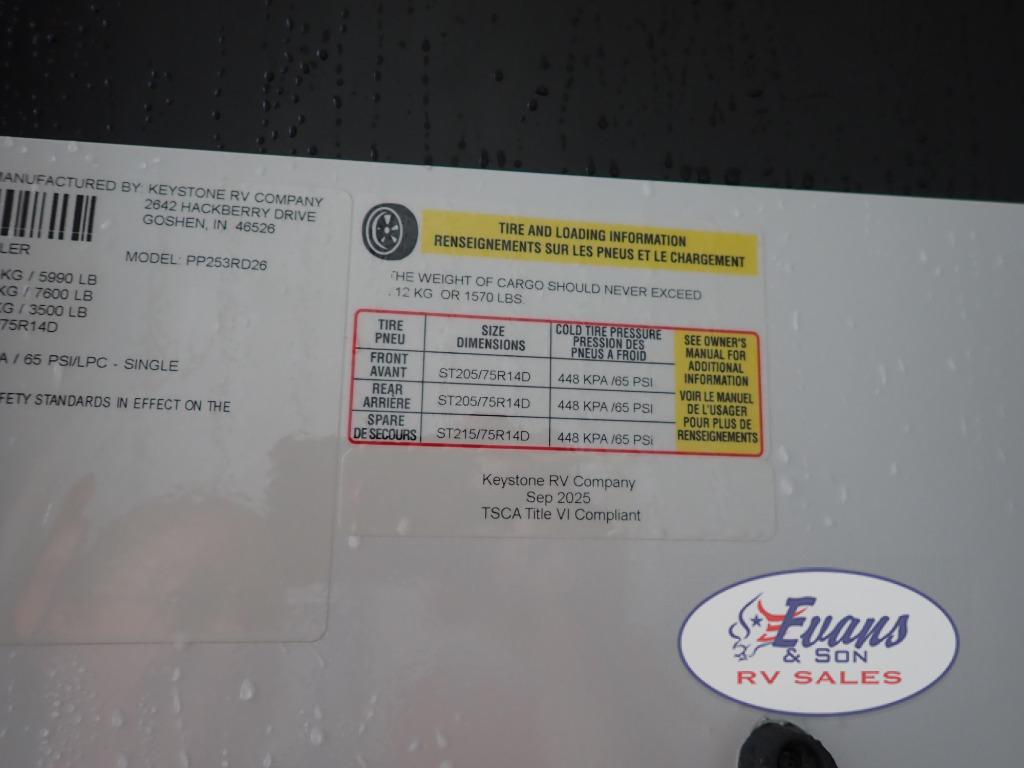 MANUFACTURED BY: KEYSTONE RV COMPANY
2642 HACKBERRY DRIVE
GOSHEN, IN 46526
LER
MODEL: PP253RD26
KG / 5990 LB
KG / 7600 LB
KG / 3500 LB
75R14D
A / 65 PSI/LPC - SINGLE
FETY STANDARDS IN EFFECT ON THE
TIRE AND LOADING INFORMATION
RENSEIGNEMENTS SUR LES PNEUS ET LE CHARGEMENT
THE WEIGHT OF CARGO SHOULD NEVER EXCEED
12 KG OR 1570 LBS.
TIRE
PNEU
SIZE
DIMENSIONS
COLD TIRE PRESSURE
PRESSION DES
PNEUS A FROID
SEE OWNER'S
MANUAL FOR
ADDITIONAL
INFORMATION
VOIR LE MANUEL
DE L'USAGER
POUR PLUS DE
RENSEIGNEMENTS
FRONT
AVANT
ST205/75R14D
448 KPA /65 PSI
REAR
ARRIÈRE
ST205/75R14D
448 KPA /65 PSI
SPARE
DE SECOURS
ST215/75R14D
448 KPA /65 PSI
Keystone RV Company
Sep 2025
TSCA Title VI Compliant
Evans
& SON
RV SALES